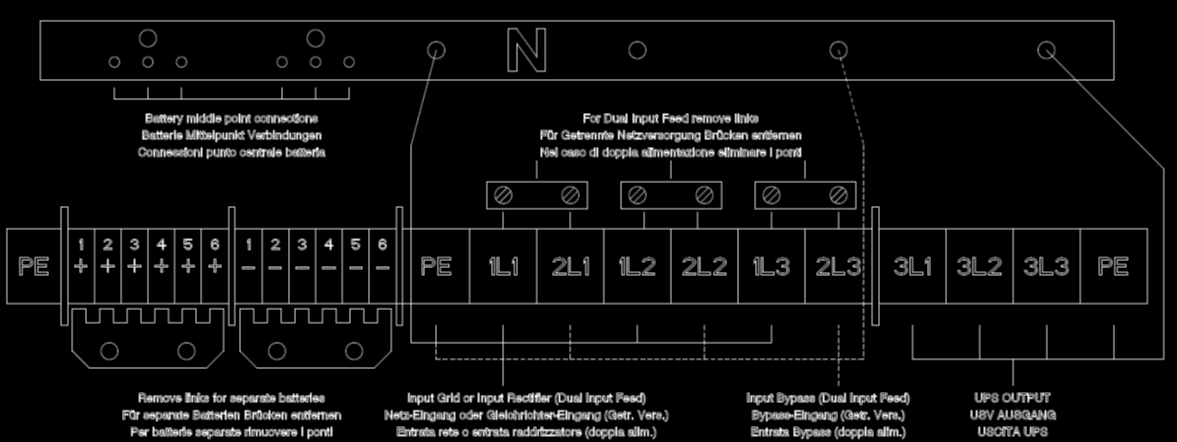 N
Battery middle point connections
Batterie Mittelpunkt Verbindungen
Connessioni punto centrale batteria
For Dual Input Feed remove links
Für Getrennte Netzversorgung Brücken entfernen
Nel caso di doppia alimentazione eliminare i ponti
1 2 3 4 5 6 1 2 3 4 5 6
PE + + + + + + − − − − − − PE 1L1 2L1 1L2 2L2 1L3 2L3 3L1 3L2 3L3 PE
Remove links for separate batteries
Für separate Batterien Brücken entfernen
Per batterie separate rimuovere i ponti
Input Grid or Input Rectifier (Dual Input Feed)
Netz-Eingang oder Gleichrichter-Eingang (Getr. Vers.)
Entrata rete o entrata raddrizzatore (doppia alim.)
Input Bypass (Dual Input Feed)
Bypass-Eingang (Getr. Vers.)
Entrata Bypass (doppia alim.)
UPS OUTPUT
USV AUSGANG
USCITA UPS